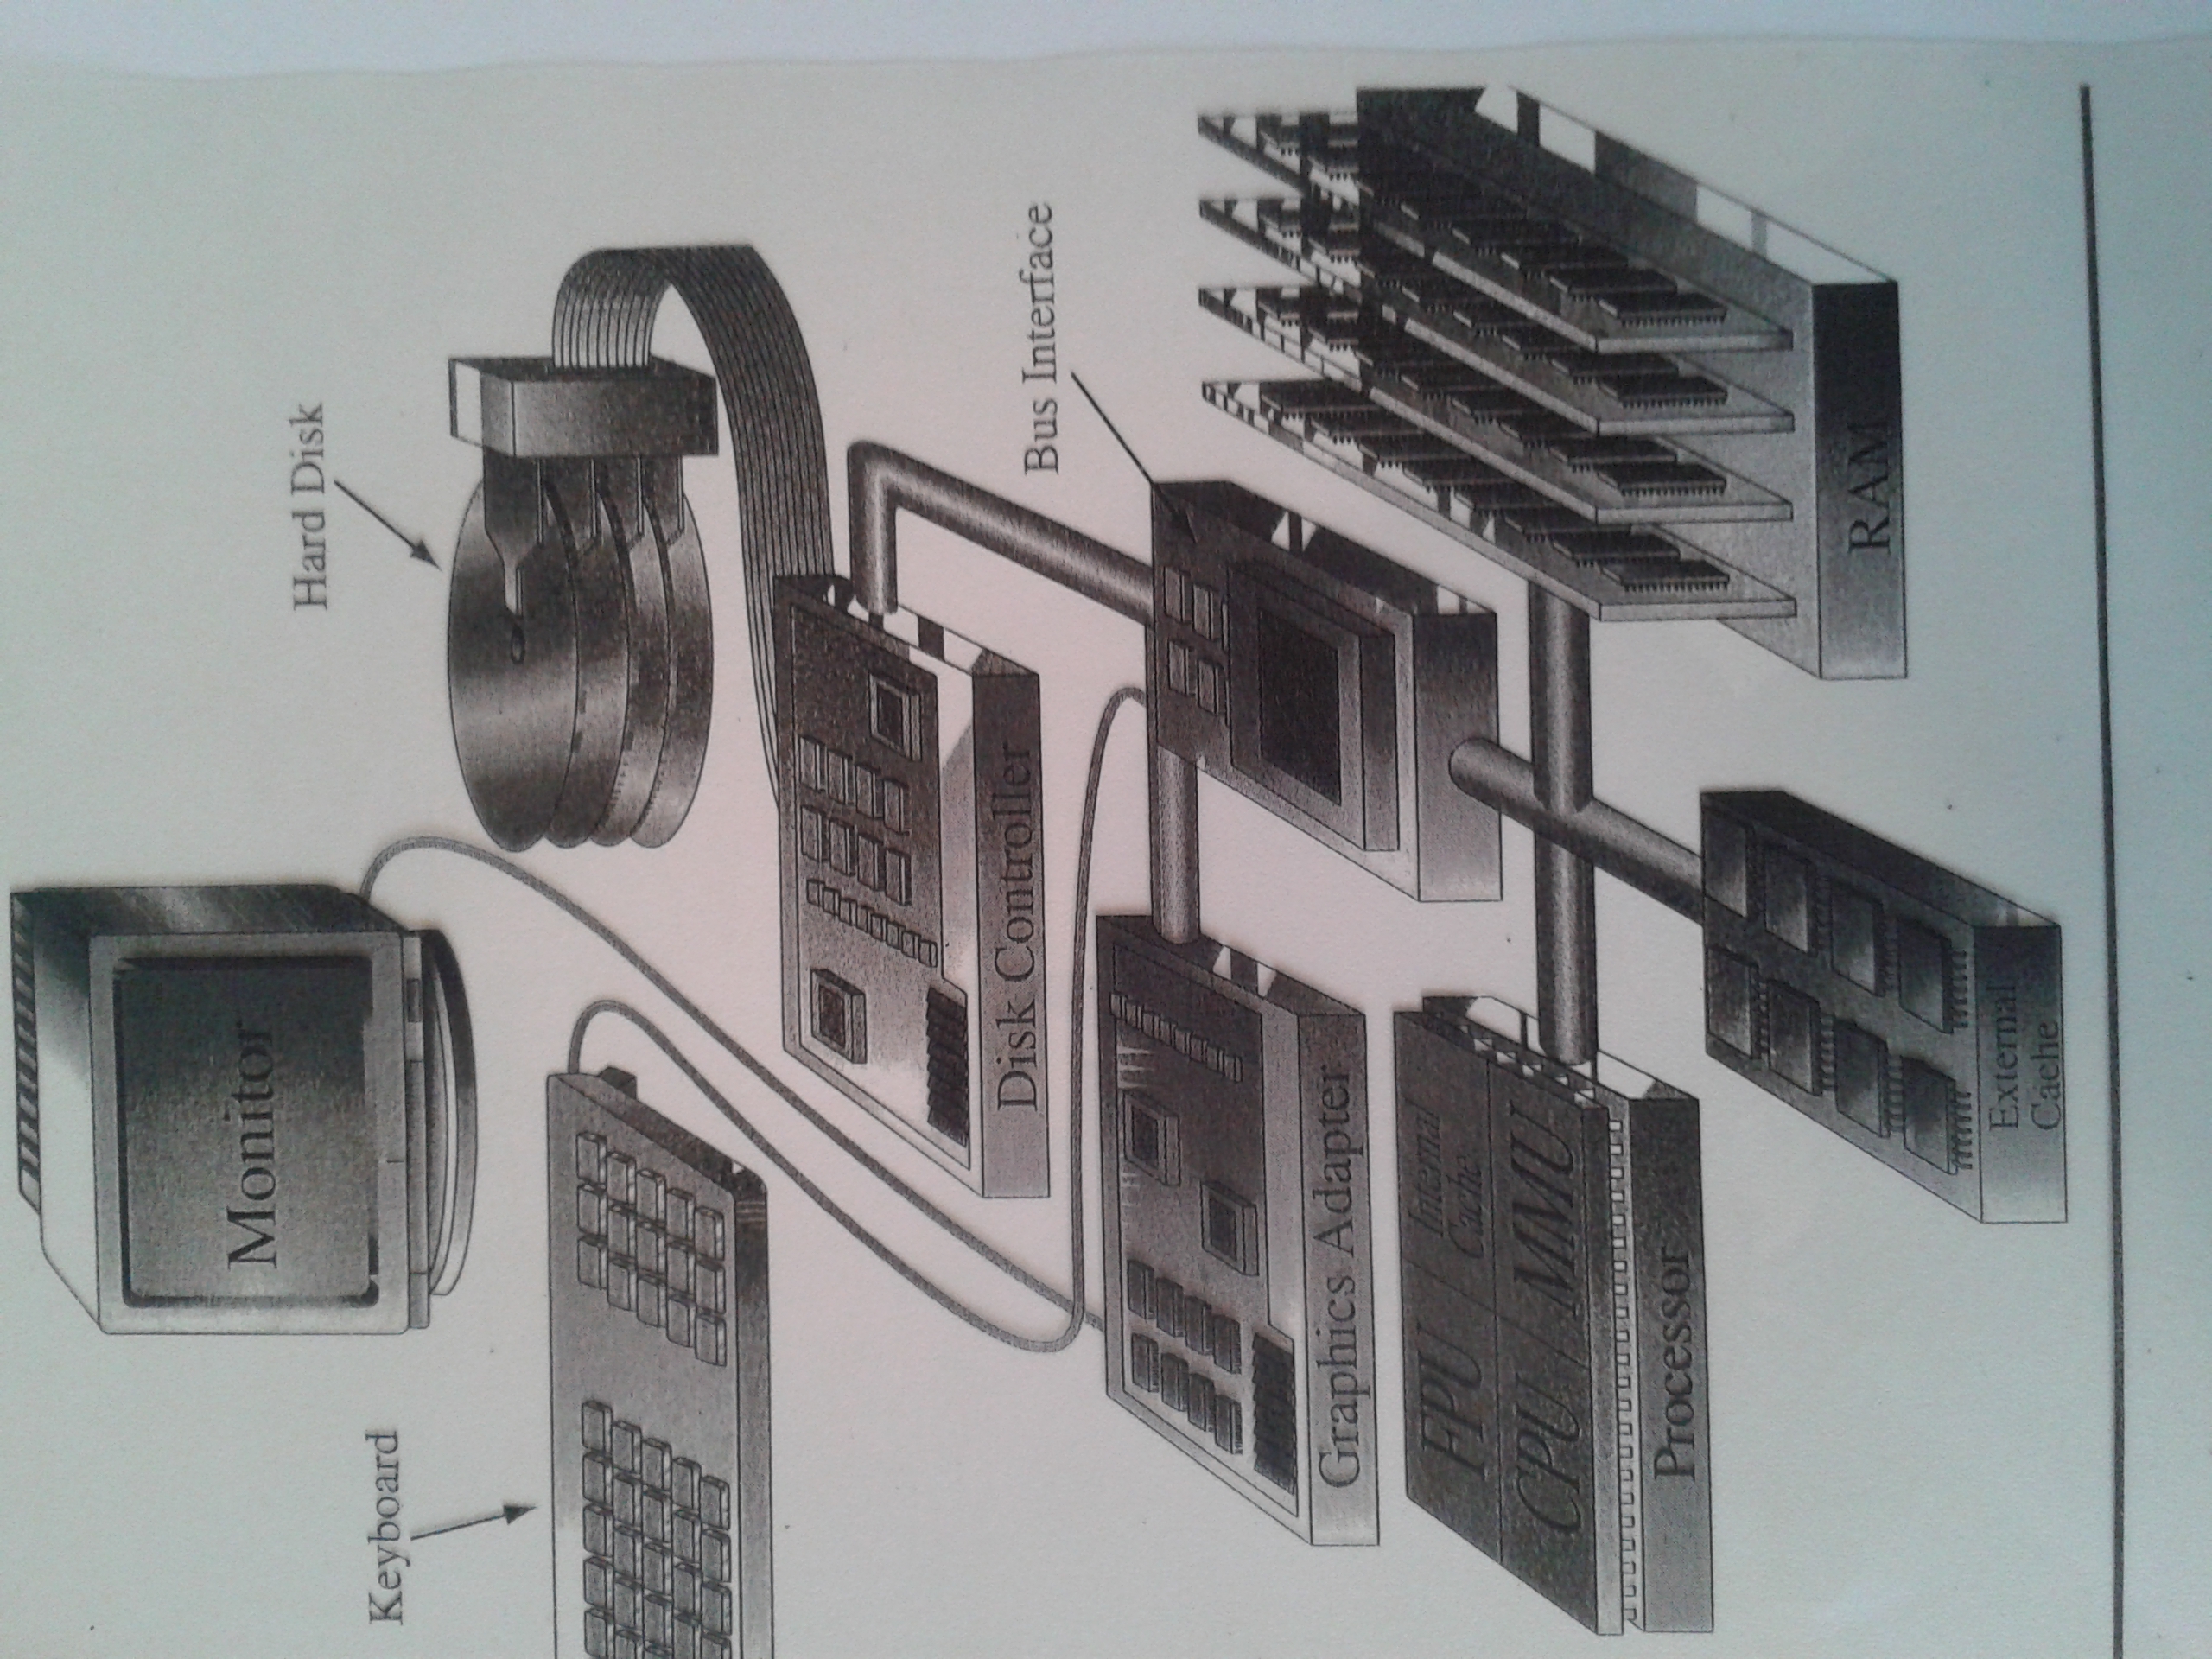 Monitor
Hard Disk
Keyboard
Disk Controller
Bus Interface
Graphics Adapter
FPU
Internal
Cache
CPU
MMU
Processor
RAM
External
Cache